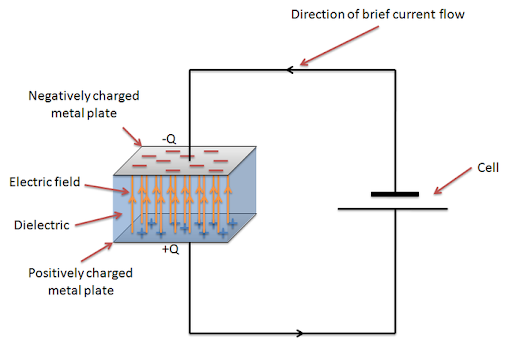 Direction of brief current flow
Negatively charged
metal plate
-Q
Cell
Electric field
Dielectric
+Q
Positively charged
metal plate